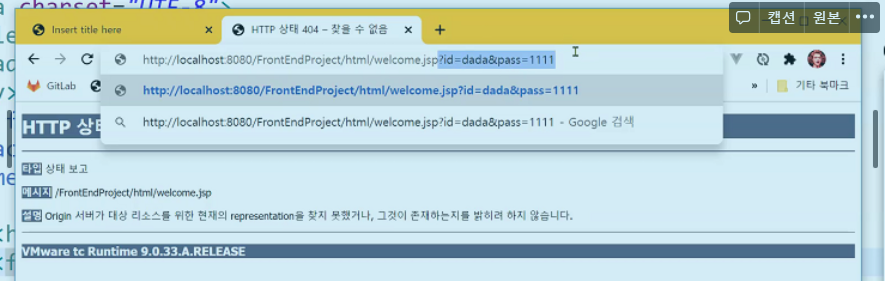 charset="UTF-8">
캡션 원본
Insert title here
HTTP 상태 404 – 찾을 수 없음
http://localhost:8080/FrontEndProject/html/welcome.jsp?id=dada&pass=1111
GitLab
http://localhost:8080/FrontEndProject/html/welcome.jsp?id=dada&pass=1111
기타 북마크
http://localhost:8080/FrontEndProject/html/welcome.jsp?id=dada&pass=1111 - Google 검색
HTTP
타입 상태 보고
메시지 /FrontEndProject/html/welcome.jsp
설명 Origin 서버가 대상 리소스를 위한 현재의 representation을 찾지 못했거나, 그것이 존재하는지를 밝히려 하지 않습니다.
VMware tc Runtime 9.0.33.A.RELEASE